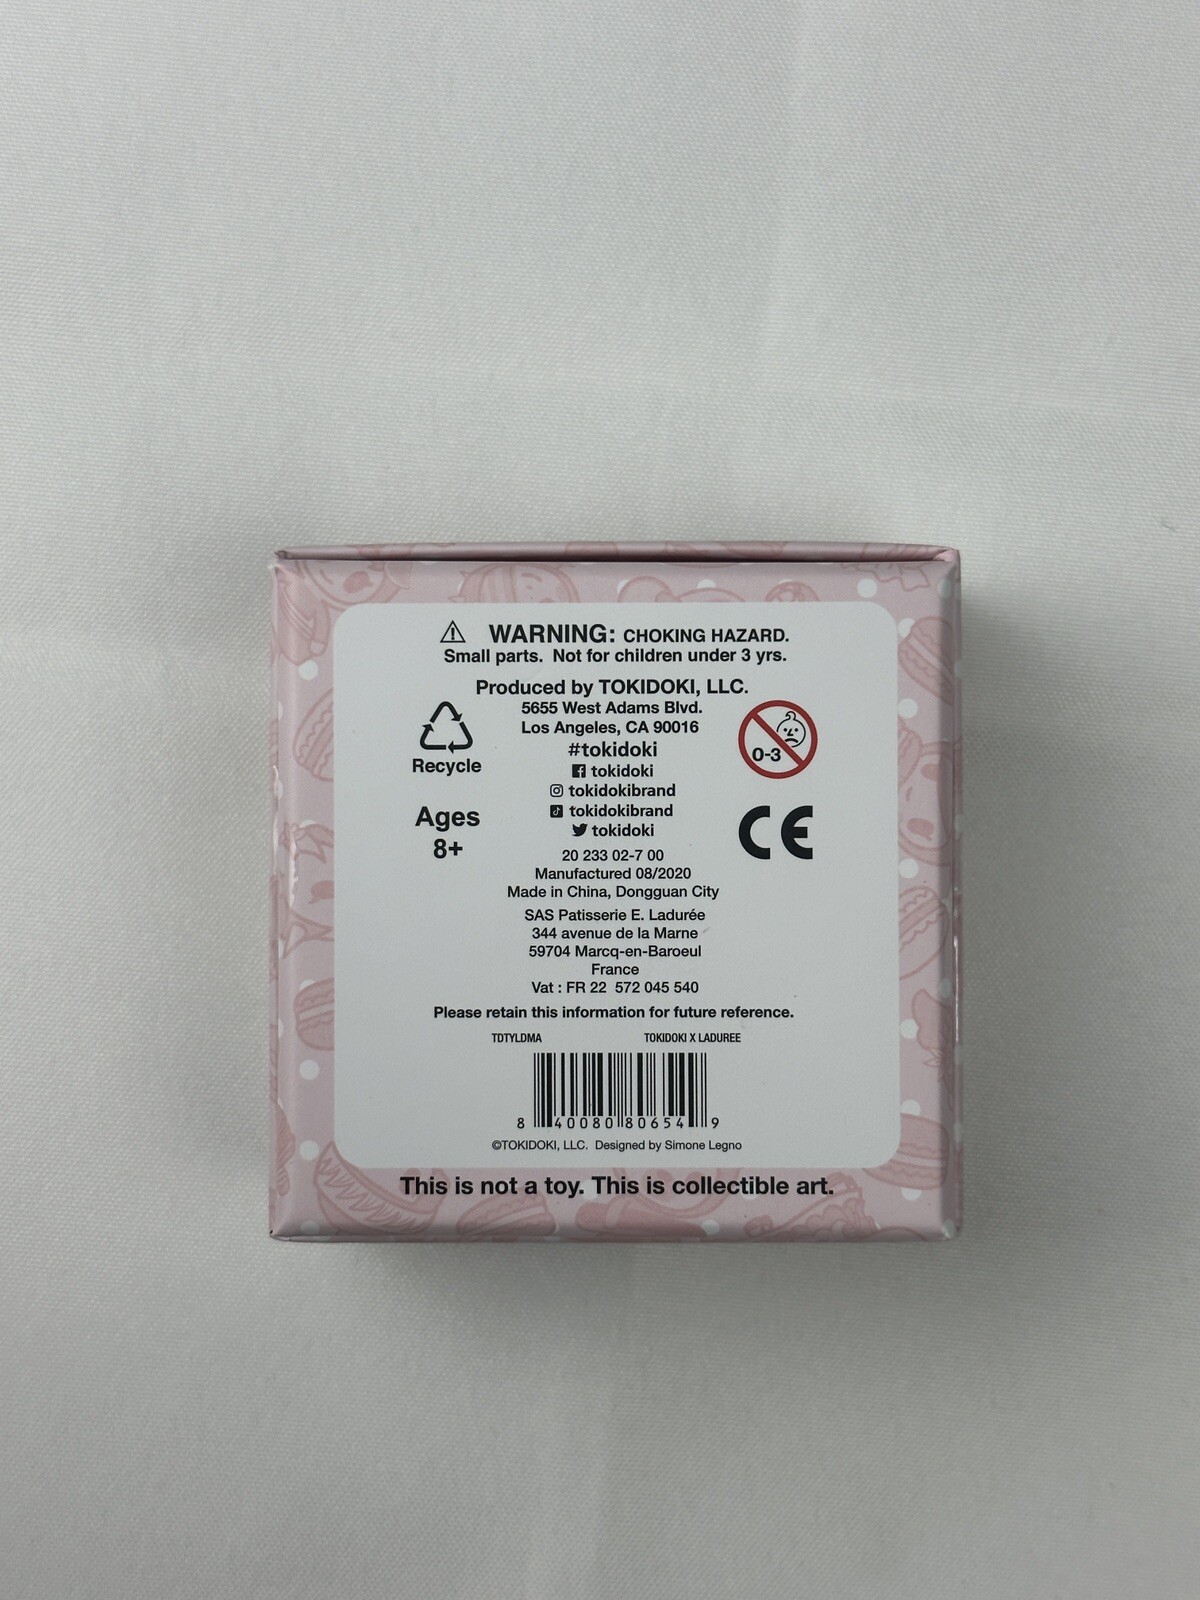 WARNING: CHOKING HAZARD.
Small parts. Not for children under 3 yrs.
Produced by TOKIDOKI, LLC.
5655 West Adams Blvd.
Los Angeles, CA 90016
#tokidoki
tokidoki
tokidokibrand
tokidokibrand
tokidoki
Recycle
0-3
Ages
8+
CE
20 233 02-7 00
Manufactured 08/2020
Made in China, Dongguan City
SAS Patisserie E. Ladurée
344 avenue de la Marne
59704 Marcq-en-Baroeul
France
Vat : FR 22 572 045 540
Please retain this information for future reference.
TDTYLDMA TOKIDOKI X LADUREE
8 40080 80654 9
©TOKIDOKI, LLC. Designed by Simone Legno
This is not a toy. This is collectible art.